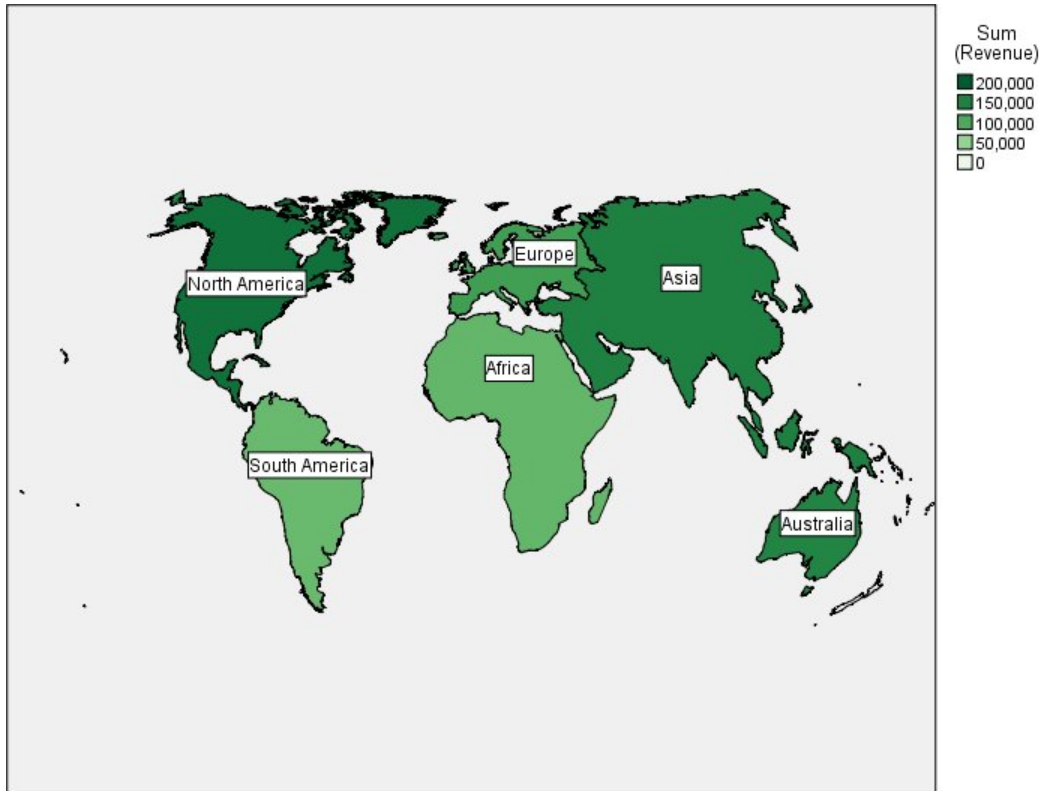 Sum
(Revenue)
200,000
150,000
100,000
50,000
0
Europe
North America
Asia
Africa
South America
Australia